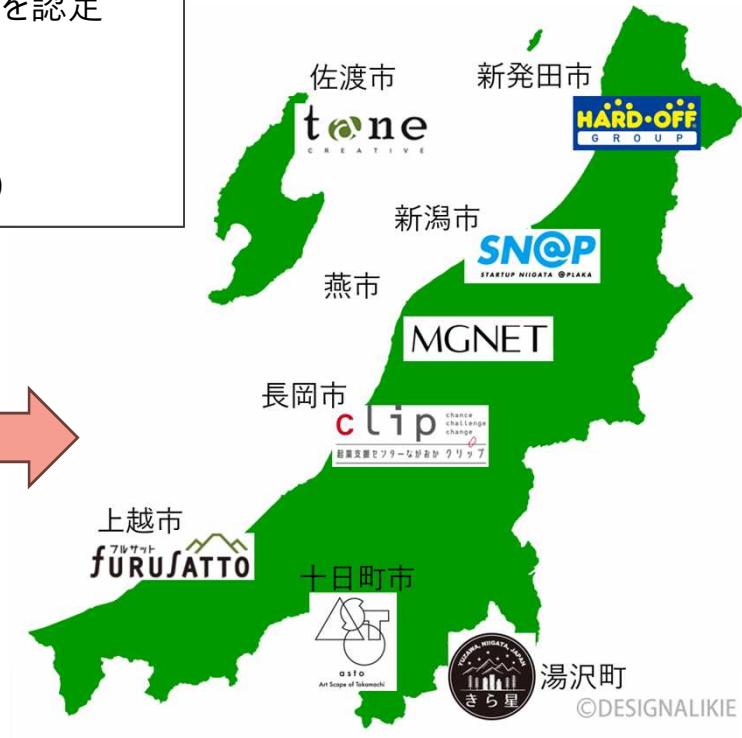 を認定
)
佐渡市
t@ne
CREATIVE
新発田市
HARD・OFF
GROUP
新潟市
SN@P
STARTUP NIIGATA @PLAKA
燕市
MGNET
長岡市
clip
chance
challenge
change
起業支援センターながおか クリップ
上越市
フルサット
fURUSATTO
十日町市
AST
asto
Art Scope of Tokamachi
YUZAWA, NIIGATA, JAPAN
きら星
湯沢町
©DESIGNALIKIE